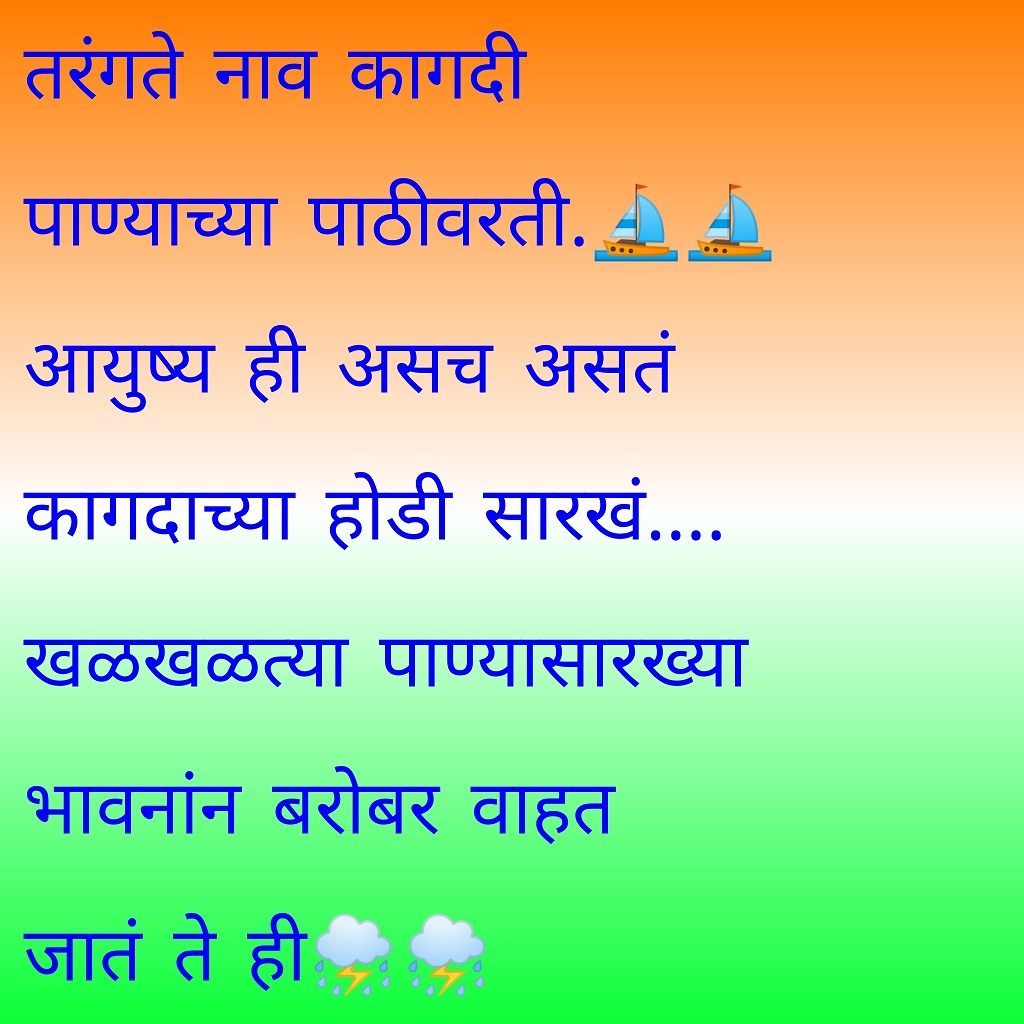 तरंगते नाव कागदी
पाण्याच्या पाठीवरती.⛵⛵
आयुष्य ही असच असतं
कागदाच्या होडी सारखं....
खळखळत्या पाण्यासारख्या
भावनांन बरोबर वाहत
जातं ते ही⛈️⛈️